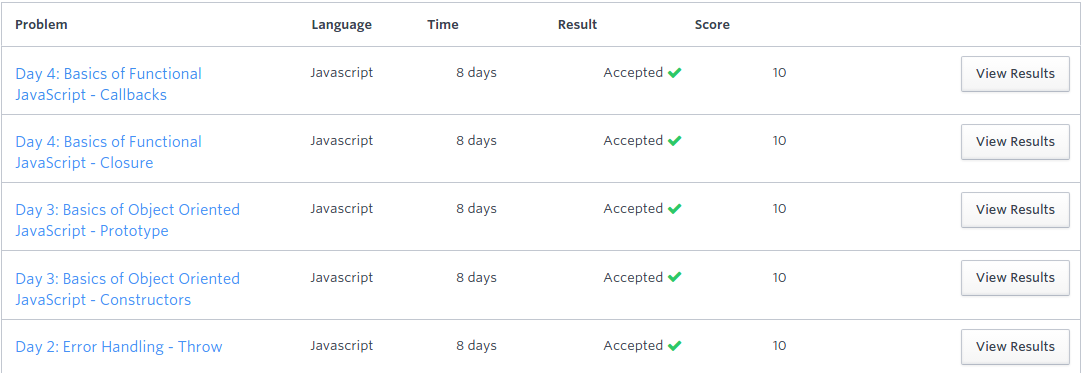 Problem Language Time Result Score
Day 4: Basics of Functional Javascript 8 days Accepted 10 View Results
JavaScript - Callbacks
Day 4: Basics of Functional Javascript 8 days Accepted 10 View Results
JavaScript - Closure
Day 3: Basics of Object Oriented Javascript 8 days Accepted 10 View Results
JavaScript - Prototype
Day 3: Basics of Object Oriented Javascript 8 days Accepted 10 View Results
JavaScript - Constructors
Day 2: Error Handling - Throw Javascript 8 days Accepted 10 View Results